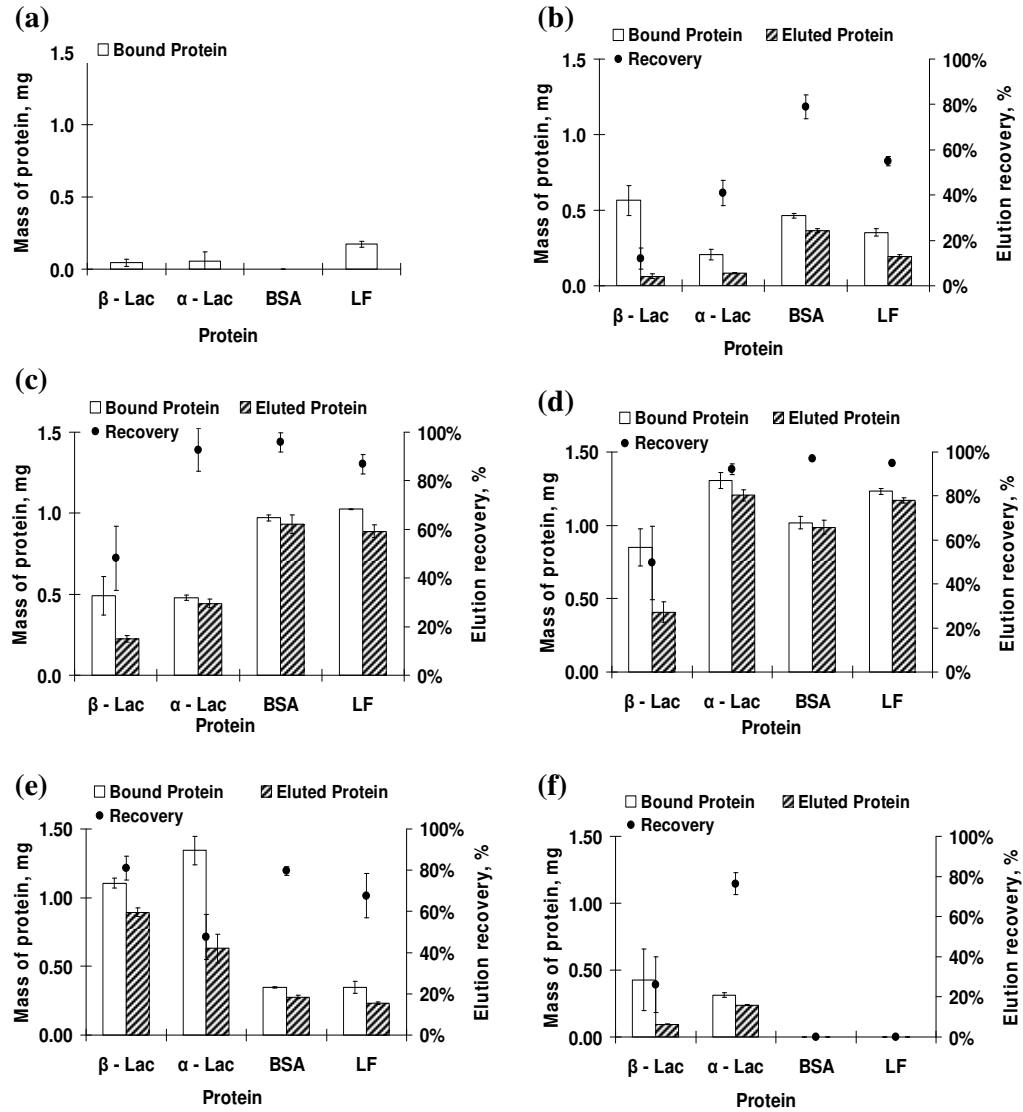 (a)
Bound Protein
Mass of protein, mg
1.5
1.0
0.5
0.0
β - Lac α - Lac BSA LF
Protein
(b)
Bound Protein Eluted Protein
Recovery
Mass of protein, mg
1.5
1.0
0.5
0.0
100%
80%
60%
40%
20%
0%
Elution recovery, %
β - Lac α - Lac BSA LF
Protein
(c)
Bound Protein Eluted Protein
Recovery
Mass of protein, mg
1.5
1.0
0.5
0.0
100%
80%
60%
40%
20%
0%
Elution recovery, %
β - Lac α - Lac BSA LF
Protein
(d)
Bound Protein Eluted Protein
Recovery
Mass of protein, mg
1.50
1.00
0.50
0.00
100%
80%
60%
40%
20%
0%
Elution recovery, %
β - Lac α - Lac BSA LF
Protein
(e)
Bound Protein Eluted Protein
Recovery
Mass of protein, mg
1.50
1.00
0.50
0.00
100%
80%
60%
40%
20%
0%
Elution recovery, %
β - Lac α - Lac BSA LF
Protein
(f)
Bound Protein Eluted Protein
Recovery
Mass of protein, mg
1.50
1.00
0.50
0.00
100%
80%
60%
40%
20%
0%
Elution recovery, %
β - Lac α - Lac BSA LF
Protein